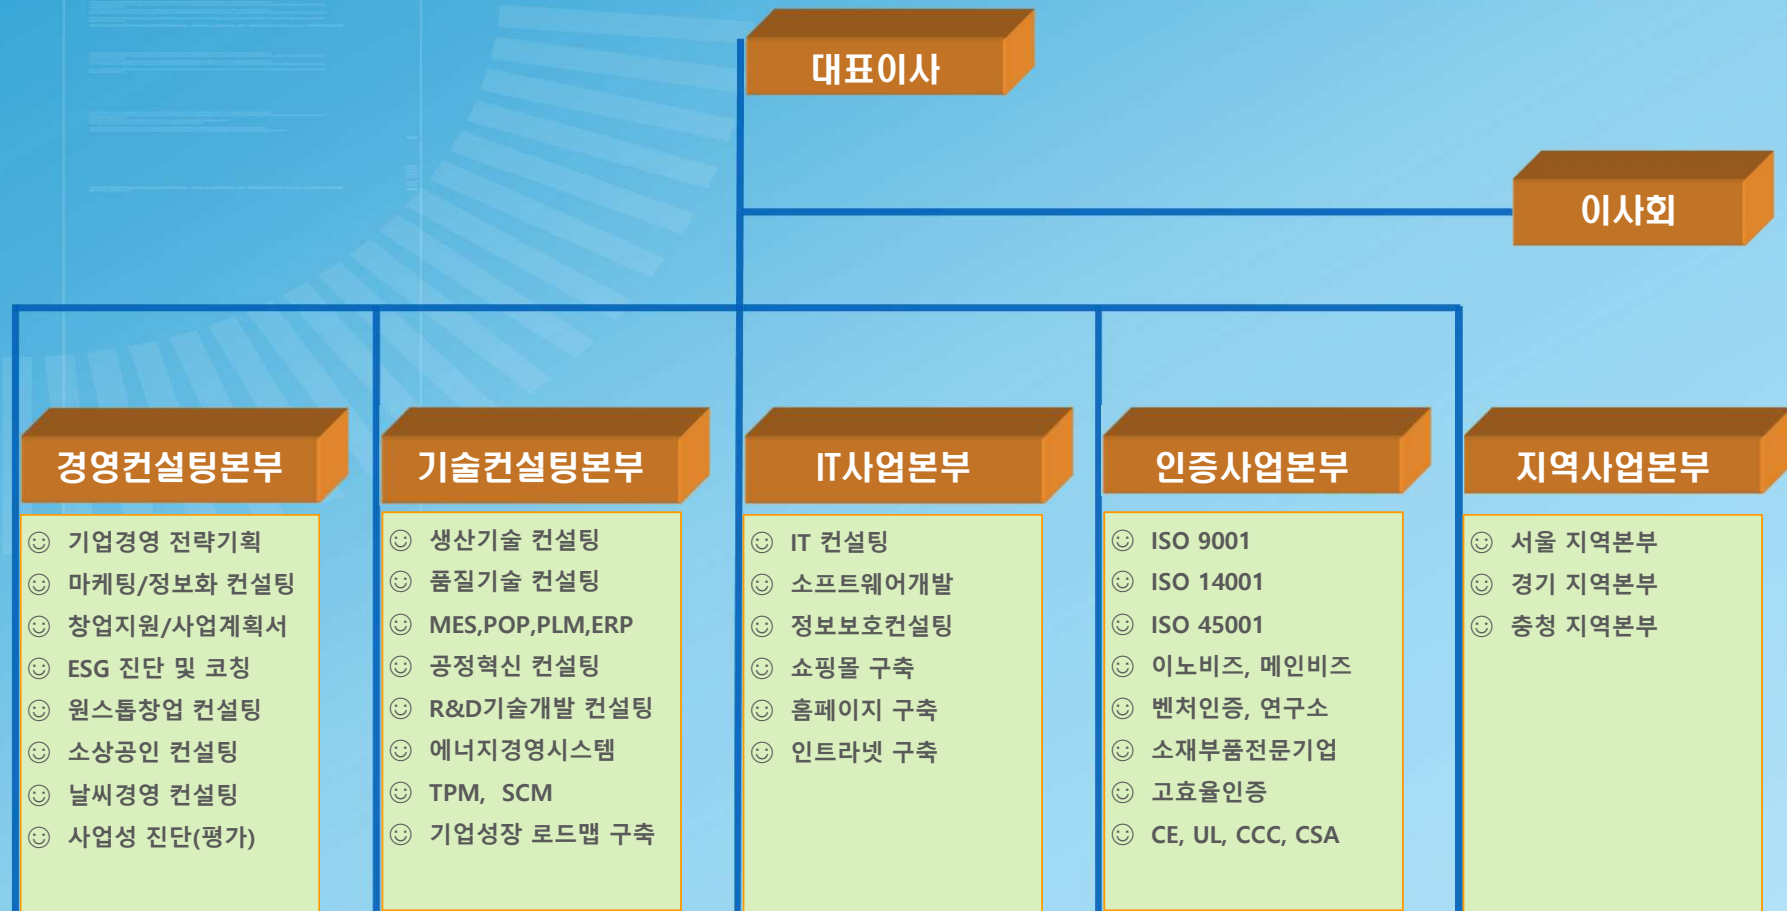 대표이사
이사회
경영컨설팅본부
☺ 기업경영 전략기획
☺ 마케팅/정보화 컨설팅
☺ 창업지원/사업계획서
☺ ESG 진단 및 코칭
☺ 원스톱창업 컨설팅
☺ 소상공인 컨설팅
☺ 날씨경영 컨설팅
☺ 사업성 진단(평가)
기술컨설팅본부
☺ 생산기술 컨설팅
☺ 품질기술 컨설팅
☺ MES,POP,PLM,ERP
☺ 공정혁신 컨설팅
☺ R&D기술개발 컨설팅
☺ 에너지경영시스템
☺ TPM, SCM
☺ 기업성장 로드맵 구축
IT사업본부
☺ IT 컨설팅
☺ 소프트웨어개발
☺ 정보보호컨설팅
☺ 쇼핑몰 구축
☺ 홈페이지 구축
☺ 인트라넷 구축
인증사업본부
☺ ISO 9001
☺ ISO 14001
☺ ISO 45001
☺ 이노비즈, 메인비즈
☺ 벤처인증, 연구소
☺ 소재부품전문기업
☺ 고효율인증
☺ CE, UL, CCC, CSA
지역사업본부
☺ 서울 지역본부
☺ 경기 지역본부
☺ 충청 지역본부